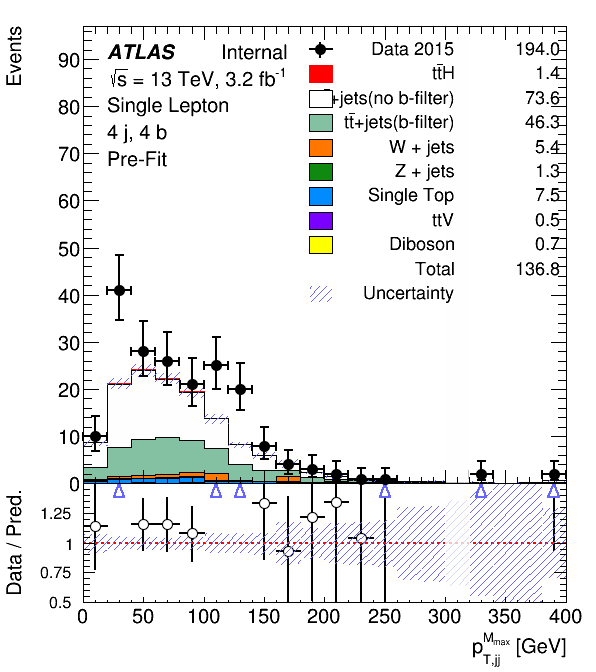 Events
ATLAS Internal
√s = 13 TeV, 3.2 fb⁻¹
Single Lepton
4 j, 4 b
Pre-Fit
Data 2015 194.0
tt̄H 1.4
+jets(no b-filter) 73.6
tt̄+jets(b-filter) 46.3
W + jets 5.4
Z + jets 1.3
Single Top 7.5
ttV 0.5
Diboson 0.7
Total 136.8
Uncertainty
90
80
70
60
50
40
30
20
10
0
Data / Pred.
1.25
1
0.75
0.5
0 50 100 150 200 250 300 350 400
p_{T,jj}^{M_{max}} [GeV]